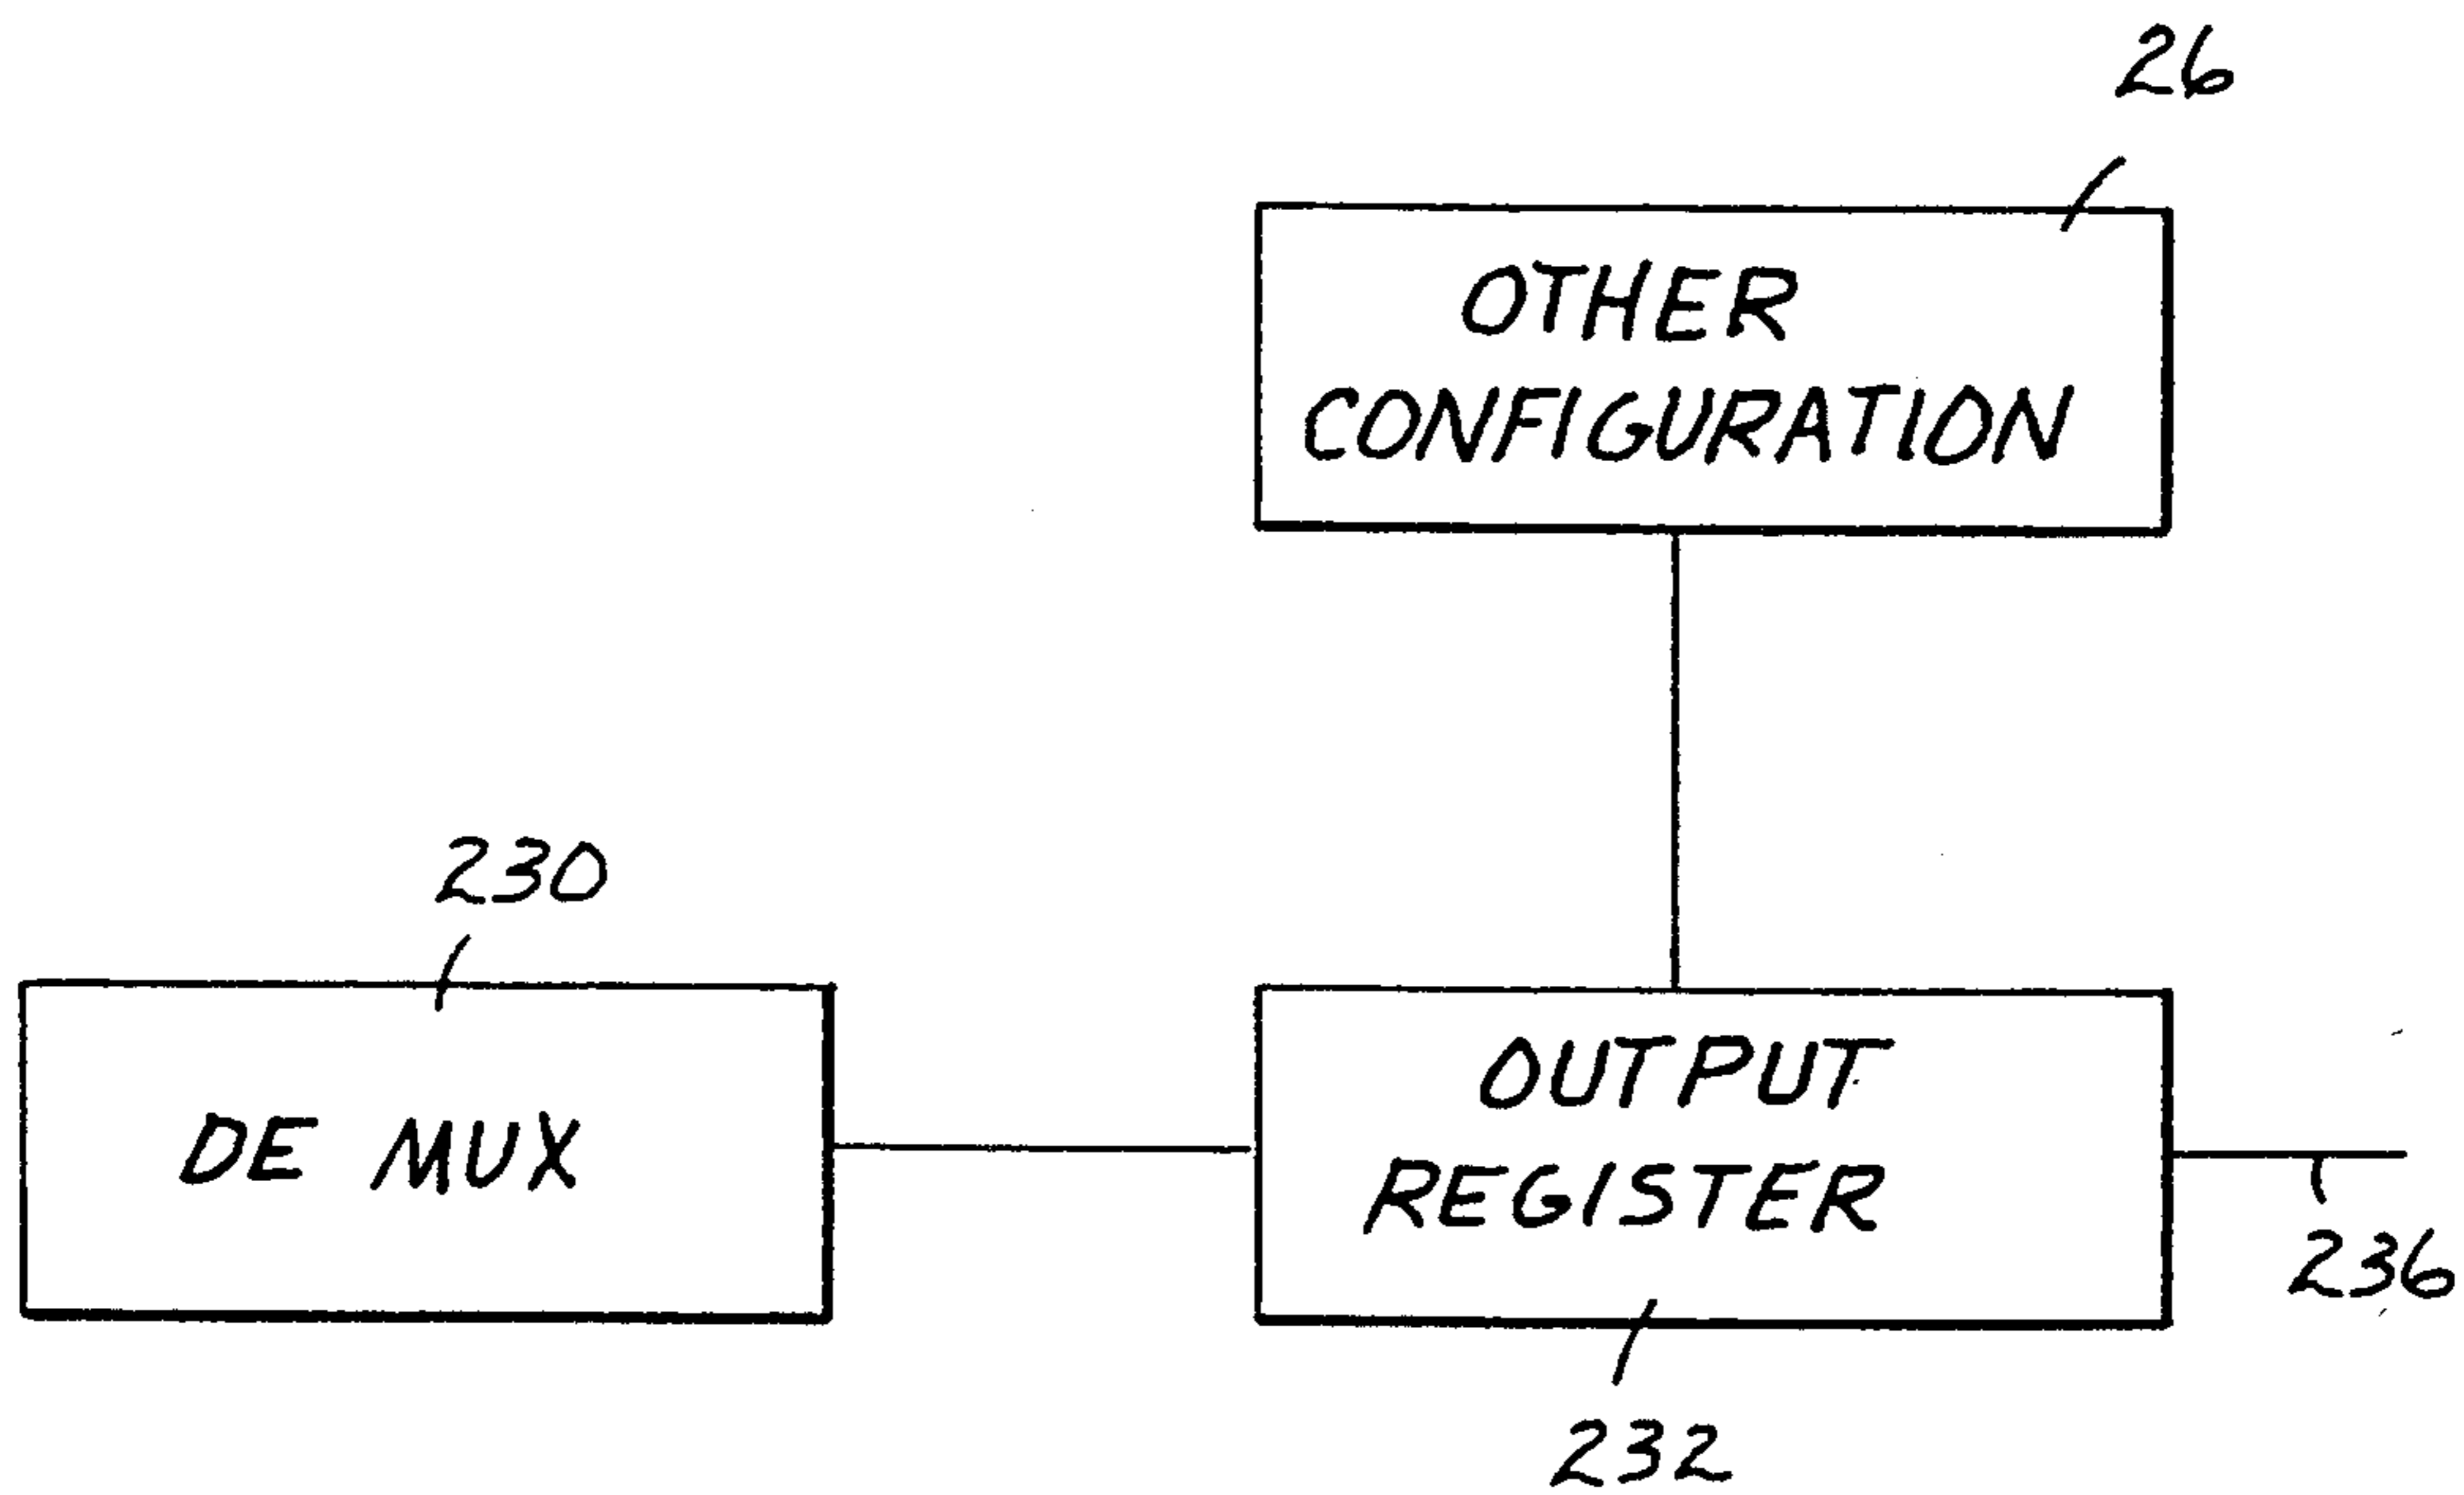 26
OTHER
CONFIGURATION
230
DE MUX
OUTPUT
REGISTER
236
232